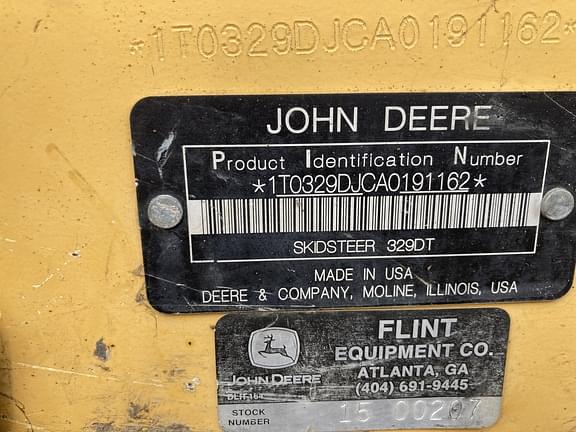 *1T0329DJCA0191162*
JOHN DEERE
Product Identification Number
*1T0329DJCA0191162*
SKIDSTEER 329DT
MADE IN USA
DEERE & COMPANY, MOLINE, ILLINOIS, USA
FLINT
EQUIPMENT CO.
ATLANTA, GA
(404) 691-9445
JOHN DEERE
STOCK
NUMBER
15 00207